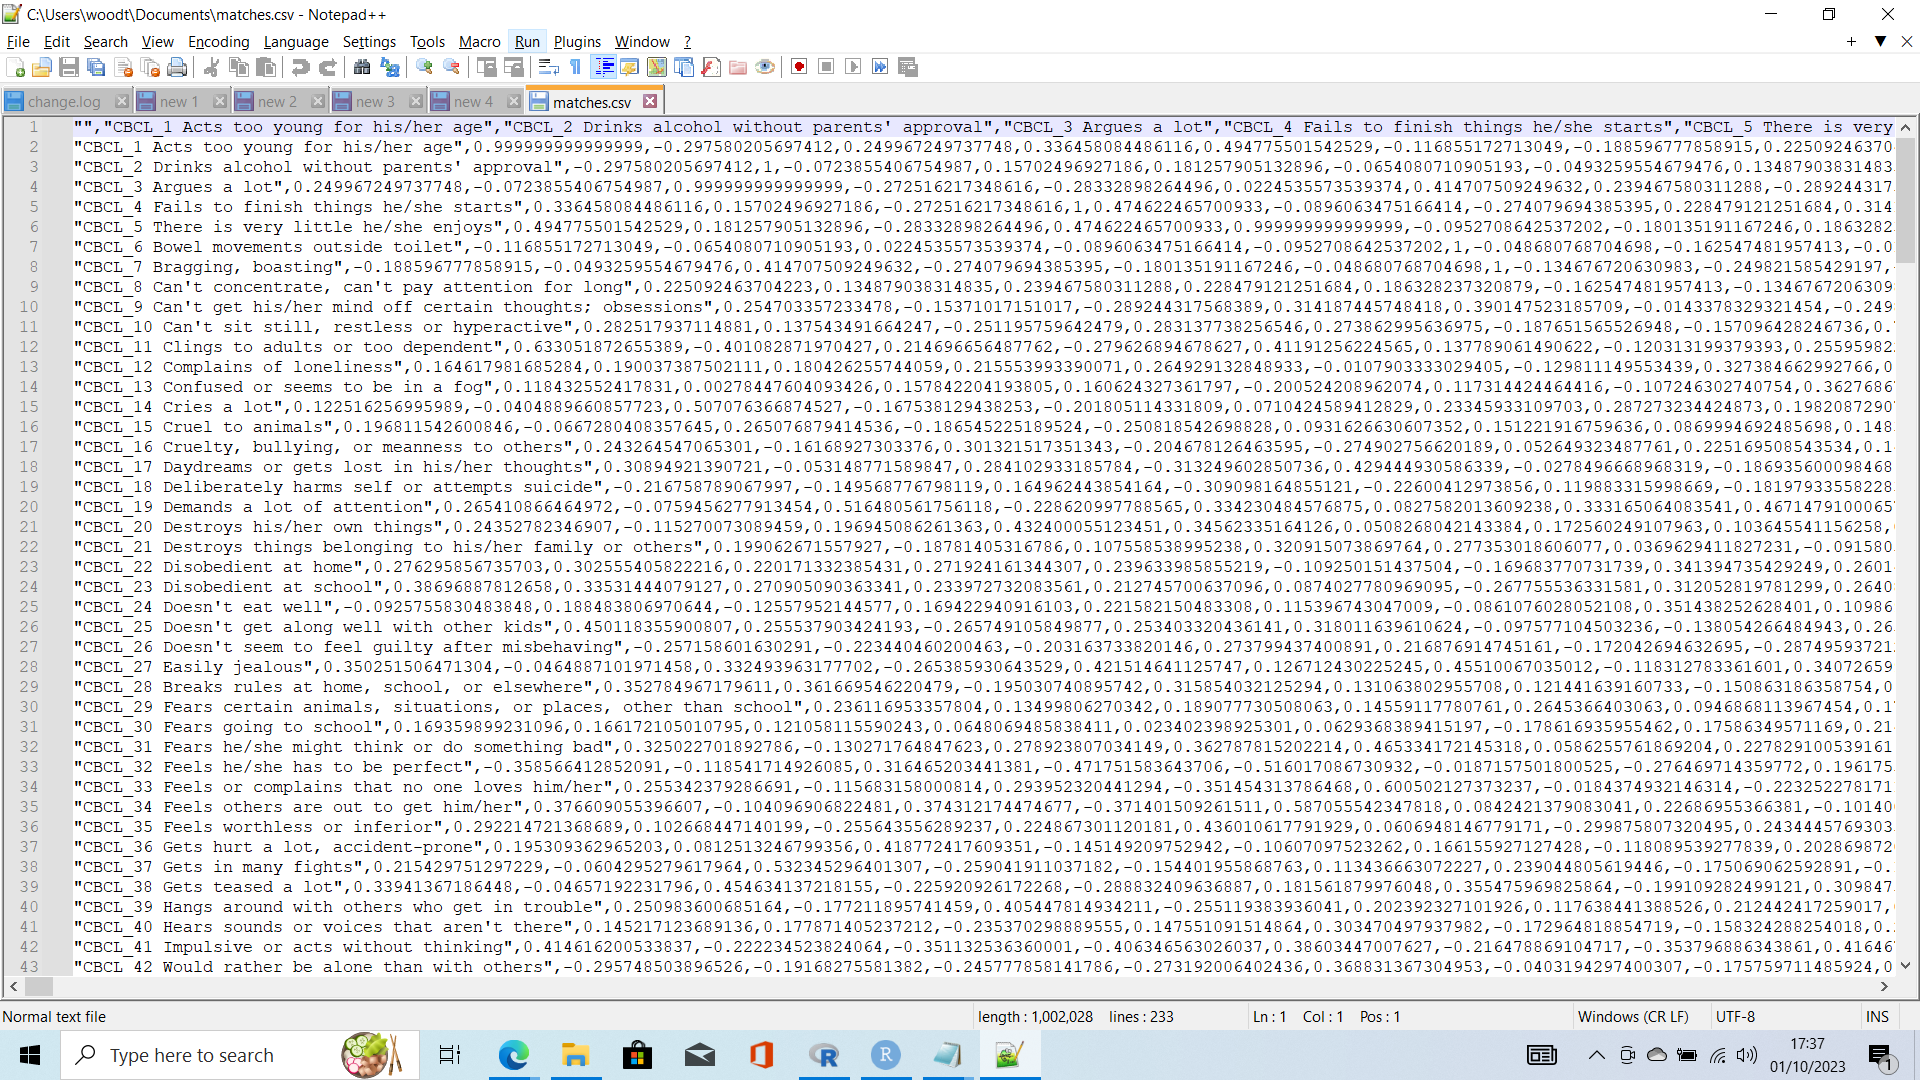 C:\Users\woodt\Documents\matches.csv - Notepad++
File Edit Search View Encoding Language Settings Tools Macro Run Plugins Window ?
change.log new 1 new 2 new 3 new 4 matches.csv
1 "","CBCL_1 Acts too young for his/her age","CBCL_2 Drinks alcohol without parents' approval","CBCL_3 Argues a lot","CBCL_4 Fails to finish things he/she starts","CBCL_5 There is very
2 "CBCL_1 Acts too young for his/her age",0.999999999999999,-0.297580205697412,0.249967249737748,0.336458084486116,0.494775501542529,-0.116855172713049,-0.188596777858915,0.22509246370
3 "CBCL_2 Drinks alcohol without parents' approval",-0.297580205697412,1,-0.0723855406754987,0.15702496927186,0.181257905132896,-0.0654080710905193,-0.0493259554679476,0.134879038314835
4 "CBCL_3 Argues a lot",0.249967249737748,-0.0723855406754987,0.999999999999999,-0.272516217348616,-0.28332898264496,0.0224535573539374,0.414707509249632,0.239467580311288,-0.289244317
5 "CBCL_4 Fails to finish things he/she starts",0.336458084486116,0.15702496927186,-0.272516217348616,1,0.474622465700933,-0.0896063475166414,-0.274079694385395,0.228479121251684,0.314
6 "CBCL_5 There is very little he/she enjoys",0.494775501542529,0.181257905132896,-0.28332898264496,0.474622465700933,0.999999999999999,-0.0952708642537202,-0.180135191167246,0.1863282
7 "CBCL_6 Bowel movements outside toilet",-0.116855172713049,-0.0654080710905193,0.0224535573539374,-0.0896063475166414,-0.0952708642537202,1,-0.048680768704698,-0.162547481957413,-0.0
8 "CBCL_7 Bragging, boasting",-0.188596777858915,-0.0493259554679476,0.414707509249632,-0.274079694385395,-0.180135191167246,-0.048680768704698,1,-0.134676720630983,-0.249821585429197,
9 "CBCL_8 Can't concentrate, can't pay attention for long",0.225092463704223,0.134879038314835,0.239467580311288,0.228479121251684,0.186328237320879,-0.162547481957413,-0.1346767206309
10 "CBCL_9 Can't get his/her mind off certain thoughts; obsessions",0.254703357233478,-0.15371017151017,-0.289244317568389,0.314187445748418,0.390147523185709,-0.0143378329321454,-0.249
11 "CBCL_10 Can't sit still, restless or hyperactive",0.282517937114881,0.137543491664247,-0.251195759642479,0.283137738256546,0.273862995636975,-0.187651565526948,-0.157096428246736,0.
12 "CBCL_11 Clings to adults or too dependent",0.633051872655389,-0.401082871970427,0.214696656487762,-0.279626894678627,0.41191256224565,0.137789061490622,-0.120313199379393,0.2559598
13 "CBCL_12 Complains of loneliness",0.164617981685284,0.190037387502111,0.180426255744059,0.215553993390071,0.264929132848933,-0.0107903333029405,-0.129811149553439,0.327384662992766,0
14 "CBCL_13 Confused or seems to be in a fog",0.118432552417831,0.00278447604093426,0.157842204193805,0.160624327361797,-0.200524208962074,0.117314424464416,-0.107246302740754,0.3627686
15 "CBCL_14 Cries a lot",0.122516256995989,-0.0404889660857723,0.507076366874527,-0.167538129438253,-0.201805114331809,0.0710424589412829,0.23345933109703,0.287273234424873,0.198208729
16 "CBCL_15 Cruel to animals",0.196811542600846,-0.0667280408357645,0.265076879414536,-0.186545225189524,-0.250818542698828,0.0931626630607352,0.151221916759636,0.0869994692485698,0.148
17 "CBCL_16 Cruelty, bullying, or meanness to others",0.243264547065301,-0.16168927303376,0.301321517351343,-0.204678126463595,-0.274902756620189,0.052649323487761,0.225169508543534,0.1
18 "CBCL_17 Daydreams or gets lost in his/her thoughts",0.30894921390721,-0.053148771589847,0.284102933185784,-0.313249602850736,0.429444930586339,-0.0278496668968319,-0.186935600098468
19 "CBCL_18 Deliberately harms self or attempts suicide",-0.216758789067997,-0.149568776798119,0.164962443854164,-0.309098164855121,-0.22600412973856,0.119883315998669,-0.181979335582285
20 "CBCL_19 Demands a lot of attention",0.265410866464972,-0.0759456277913454,0.516480561756118,-0.228620997788565,0.334230484576875,0.0827582013609238,0.333165064083541,0.467147910006
21 "CBCL_20 Destroys his/her own things",0.24352782346907,-0.115270073089459,0.196945086261363,0.432400055123451,0.34562335164126,0.0508268042143384,0.172560249107963,0.103645541156258,
22 "CBCL_21 Destroys things belonging to his/her family or others",0.199062671557927,-0.18781405316786,0.107558538995238,0.320915073869764,0.277353018606077,0.0369629411827231,-0.09158
23 "CBCL_22 Disobedient at home",0.276295856735703,0.302555405822216,0.220171332385431,0.271924161344307,0.239633985855219,-0.109250151437504,-0.169683770731739,0.341394735429249,0.2601
24 "CBCL_23 Disobedient at school",0.38696887812658,0.33531444079127,0.270905090363341,0.233972732083561,0.212745700637096,0.0874027780969095,-0.267755536331581,0.312052819781299,0.2640
25 "CBCL_24 Doesn't eat well",-0.0925755830483848,0.188483806970644,-0.12557952144577,0.169422940916103,0.221582150483308,0.115396743047009,-0.0861076028052108,0.351438252628401,0.10986
26 "CBCL_25 Doesn't get along well with other kids",0.450118355900807,0.255537903424193,-0.265749105849877,0.253403320436141,0.318011639610624,-0.097577104503236,-0.138054266484943,0.26
27 "CBCL_26 Doesn't seem to feel guilty after misbehaving",-0.257158601630291,-0.223440460200463,-0.203163733820146,0.273799437400891,0.216876914745161,-0.172042694632695,-0.287495937
28 "CBCL_27 Easily jealous",0.350251506471304,-0.0464887101971458,0.332493963177702,-0.265385930643529,0.421514641125747,0.126712430225245,0.45510067035012,-0.118312783361601,0.3407265
29 "CBCL_28 Breaks rules at home, school, or elsewhere",0.352784967179611,0.361669546220479,-0.195030740895742,0.315854032125294,0.131063802955708,0.121441639160733,-0.150863186358754,0
30 "CBCL_29 Fears certain animals, situations, or places, other than school",0.236116953357804,0.13499806270342,0.189077730508063,0.14559117780761,0.2645366403063,0.0946868113967454,0.1
31 "CBCL_30 Fears going to school",0.169359899231096,0.166172105010795,0.121058115590243,0.0648069485838411,0.023402398925301,0.0629368389415197,-0.178616935955462,0.17586349571169,0.21
32 "CBCL_31 Fears he/she might think or do something bad",0.325022701892786,-0.130271764847623,0.278923807034149,0.362787815202214,0.465334172145318,0.0586255761869204,0.227829100539161
33 "CBCL_32 Feels he/she has to be perfect",-0.358566412852091,-0.118541714926085,0.316465203441381,-0.471751583643706,-0.516017086730932,-0.0187157501800525,-0.276469714359772,0.19617
34 "CBCL_33 Feels or complains that no one loves him/her",0.255342379286691,-0.115683158000814,0.293952320441294,-0.351454313786468,0.600502127373237,-0.0184374932146314,-0.22325227817
35 "CBCL_34 Feels others are out to get him/her",0.376609055396607,-0.104096906822481,0.374312174474677,-0.371401509261511,0.587055542347818,0.0842421379083041,0.22686955366381,-0.10140
36 "CBCL_35 Feels worthless or inferior",0.292214721368689,0.102668447140199,-0.255643556289237,0.224867301120181,0.436010617791929,0.0606948146779171,-0.299875807320495,0.24344457693
37 "CBCL_36 Gets hurt a lot, accident-prone",0.195309362965203,0.0812513246799356,0.418772417609351,-0.145149209752942,-0.10607097523262,0.166155927127428,-0.118089539277839,0.20286987
38 "CBCL_37 Gets in many fights",0.215429751297229,-0.0604295279617964,0.532345296401307,-0.259041911037182,-0.154401955868763,0.113436663072227,0.239044805619446,-0.175069062592891,-0.
39 "CBCL_38 Gets teased a lot",0.33941367186448,-0.04657192231796,0.454634137218155,-0.225920926172268,-0.288832409636887,0.181561879976048,0.355475969825864,-0.199109282499121,0.309847
40 "CBCL_39 Hangs around with others who get in trouble",0.250983600685164,-0.177211895741459,0.405447814934211,-0.255119383936041,0.202392327101926,0.117638441388526,0.212442417259017,
41 "CBCL_40 Hears sounds or voices that aren't there",0.145217123689136,0.177871405237212,-0.235370298889555,0.147551091514864,0.303470497937982,-0.172964818854719,-0.158324288254018,0.
42 "CBCL_41 Impulsive or acts without thinking",0.414616200533837,-0.222234523824064,-0.351132536360001,-0.406346563026037,0.38603447007627,-0.216478869104717,-0.353796886343861,0.41646
43 "CBCL_42 Would rather be alone than with others",-0.295748503896526,-0.19168275581382,-0.245777858141786,-0.273192006402436,0.368831367304953,-0.0403194297400307,-0.175759711485924,0
Normal text file length : 1,002,028 lines : 233 Ln : 1 Col : 1 Pos : 1 Windows (CR LF) UTF-8 INS
Type here to search
17:37
01/10/2023
1